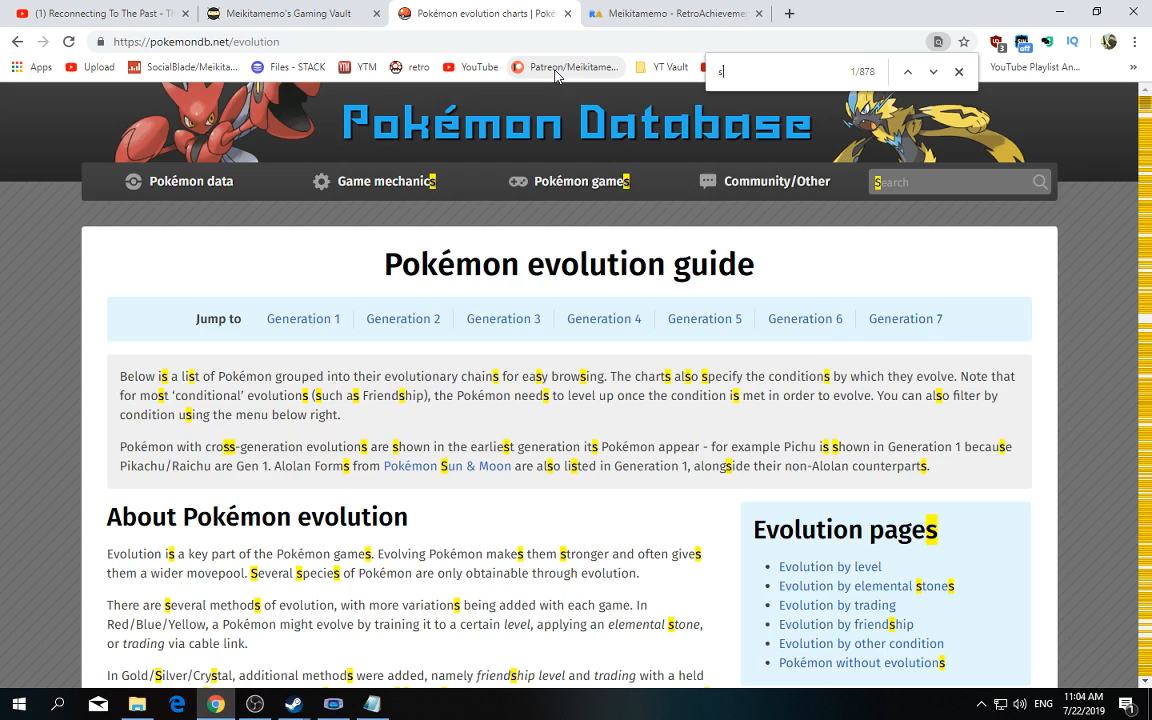 (1) Reconnecting To The Past - Th
Meikitamemo's Gaming Vault
Pokémon evolution charts | Poké
Meikitamemo - RetroAchieveme
https://pokemondb.net/evolution
Apps
Upload
SocialBlade/Meikita...
Files - STACK
YTM
retro
YouTube
Patreon/Meikitame...
YT Vault
YouTube Playlist An...
s
1/878
Pokémon Database
Pokémon data
Game mechanics
Pokémon games
Community/Other
Search
Pokémon evolution guide
Jump to
Generation 1
Generation 2
Generation 3
Generation 4
Generation 5
Generation 6
Generation 7
Below is a list of Pokémon grouped into their evolutionary chains for easy browsing. The charts also specify the conditions by which they evolve. Note that
for most ‘conditional’ evolutions (such as Friendship), the Pokémon needs to level up once the condition is met in order to evolve. You can also filter by
condition using the menu below right.
Pokémon with cross-generation evolutions are shown in the earliest generation its Pokémon appear - for example Pichu is shown in Generation 1 because
Pikachu/Raichu are Gen 1. Alolan Forms from Pokémon Sun & Moon are also listed in Generation 1, alongside their non-Alolan counterparts.
About Pokémon evolution
Evolution is a key part of the Pokémon games. Evolving Pokémon makes them stronger and often gives
them a wider movepool. Several species of Pokémon are only obtainable through evolution.
There are several methods of evolution, with more variations being added with each game. In
Red/Blue/Yellow, a Pokémon might evolve by training it to a certain level, applying an elemental stone,
or trading via cable link.
In Gold/Silver/Crystal, additional methods were added, namely friendship level and trading with a held
Evolution pages
Evolution by level
Evolution by elemental stones
Evolution by trading
Evolution by friendship
Evolution by other condition
Pokémon without evolutions
3
off
IQ
ENG
11:04 AM
7/22/2019
1